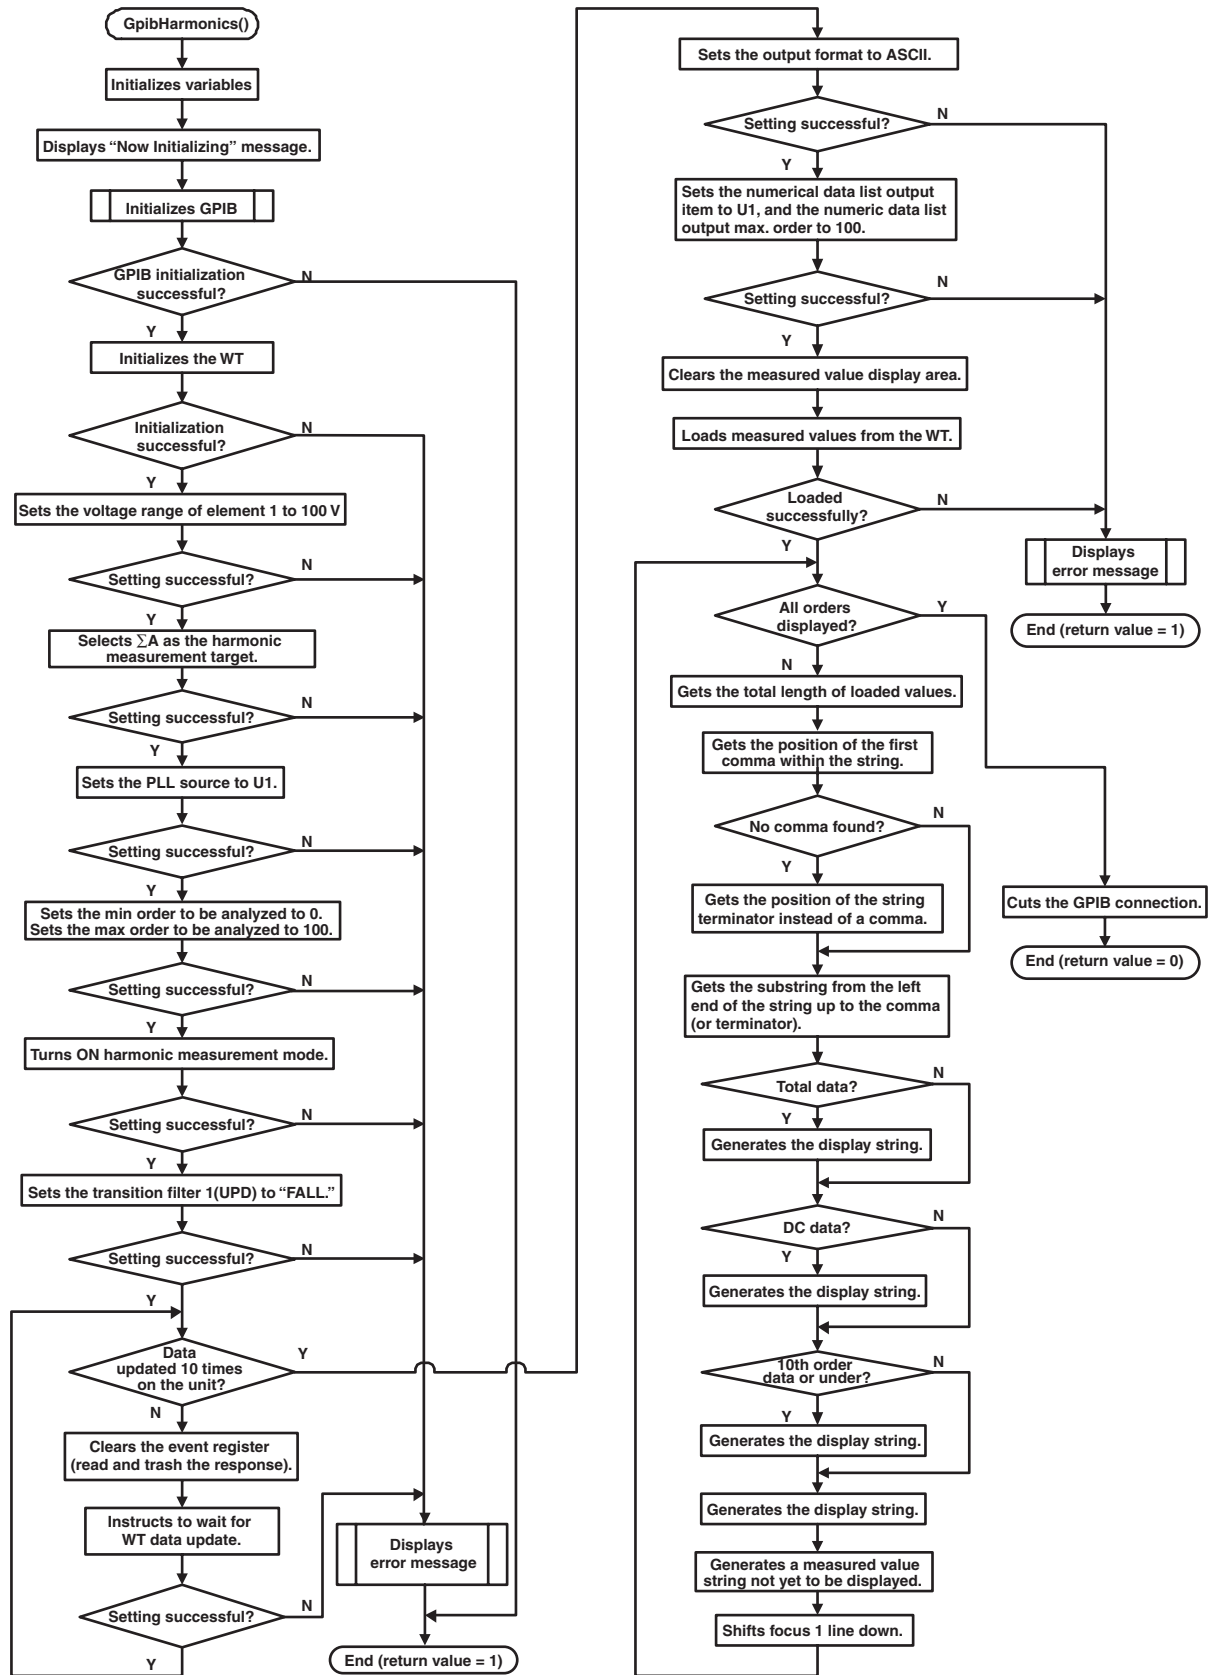 GpibHarmonics()
Initializes variables
Displays “Now Initializing” message.
Initializes GPIB
GPIB initialization
successful?
N
Y
Initializes the WT
Initialization
successful?
N
Y
Sets the voltage range of element 1 to 100 V
Setting successful?
N
Y
Selects ∑A as the harmonic
measurement target.
Setting successful?
N
Y
Sets the PLL source to U1.
Setting successful?
N
Y
Sets the min order to be analyzed to 0.
Sets the max order to be analyzed to 100.
Setting successful?
N
Y
Turns ON harmonic measurement mode.
Setting successful?
N
Y
Sets the transition filter 1(UPD) to “FALL.”
Setting successful?
N
Y
Data
updated 10 times
on the unit?
Y
N
Clears the event register
(read and trash the response).
Instructs to wait for
WT data update.
Setting successful?
N
Y
Displays
error message
End (return value = 1)
Sets the output format to ASCII.
Setting successful?
N
Y
Sets the numerical data list output
item to U1, and the numeric data list
output max. order to 100.
Setting successful?
N
Y
Clears the measured value display area.
Loads measured values from the WT.
Loaded
successfully?
N
Y
Displays
error message
End (return value = 1)
All orders
displayed?
Y
N
Gets the total length of loaded values.
Gets the position of the first
comma within the string.
No comma found?
N
Y
Gets the position of the string
terminator instead of a comma.
Cuts the GPIB connection.
End (return value = 0)
Gets the substring from the left
end of the string up to the comma
(or terminator).
Total data?
N
Y
Generates the display string.
DC data?
N
Y
Generates the display string.
10th order
data or under?
N
Y
Generates the display string.
Generates the display string.
Generates a measured value
string not yet to be displayed.
Shifts focus 1 line down.